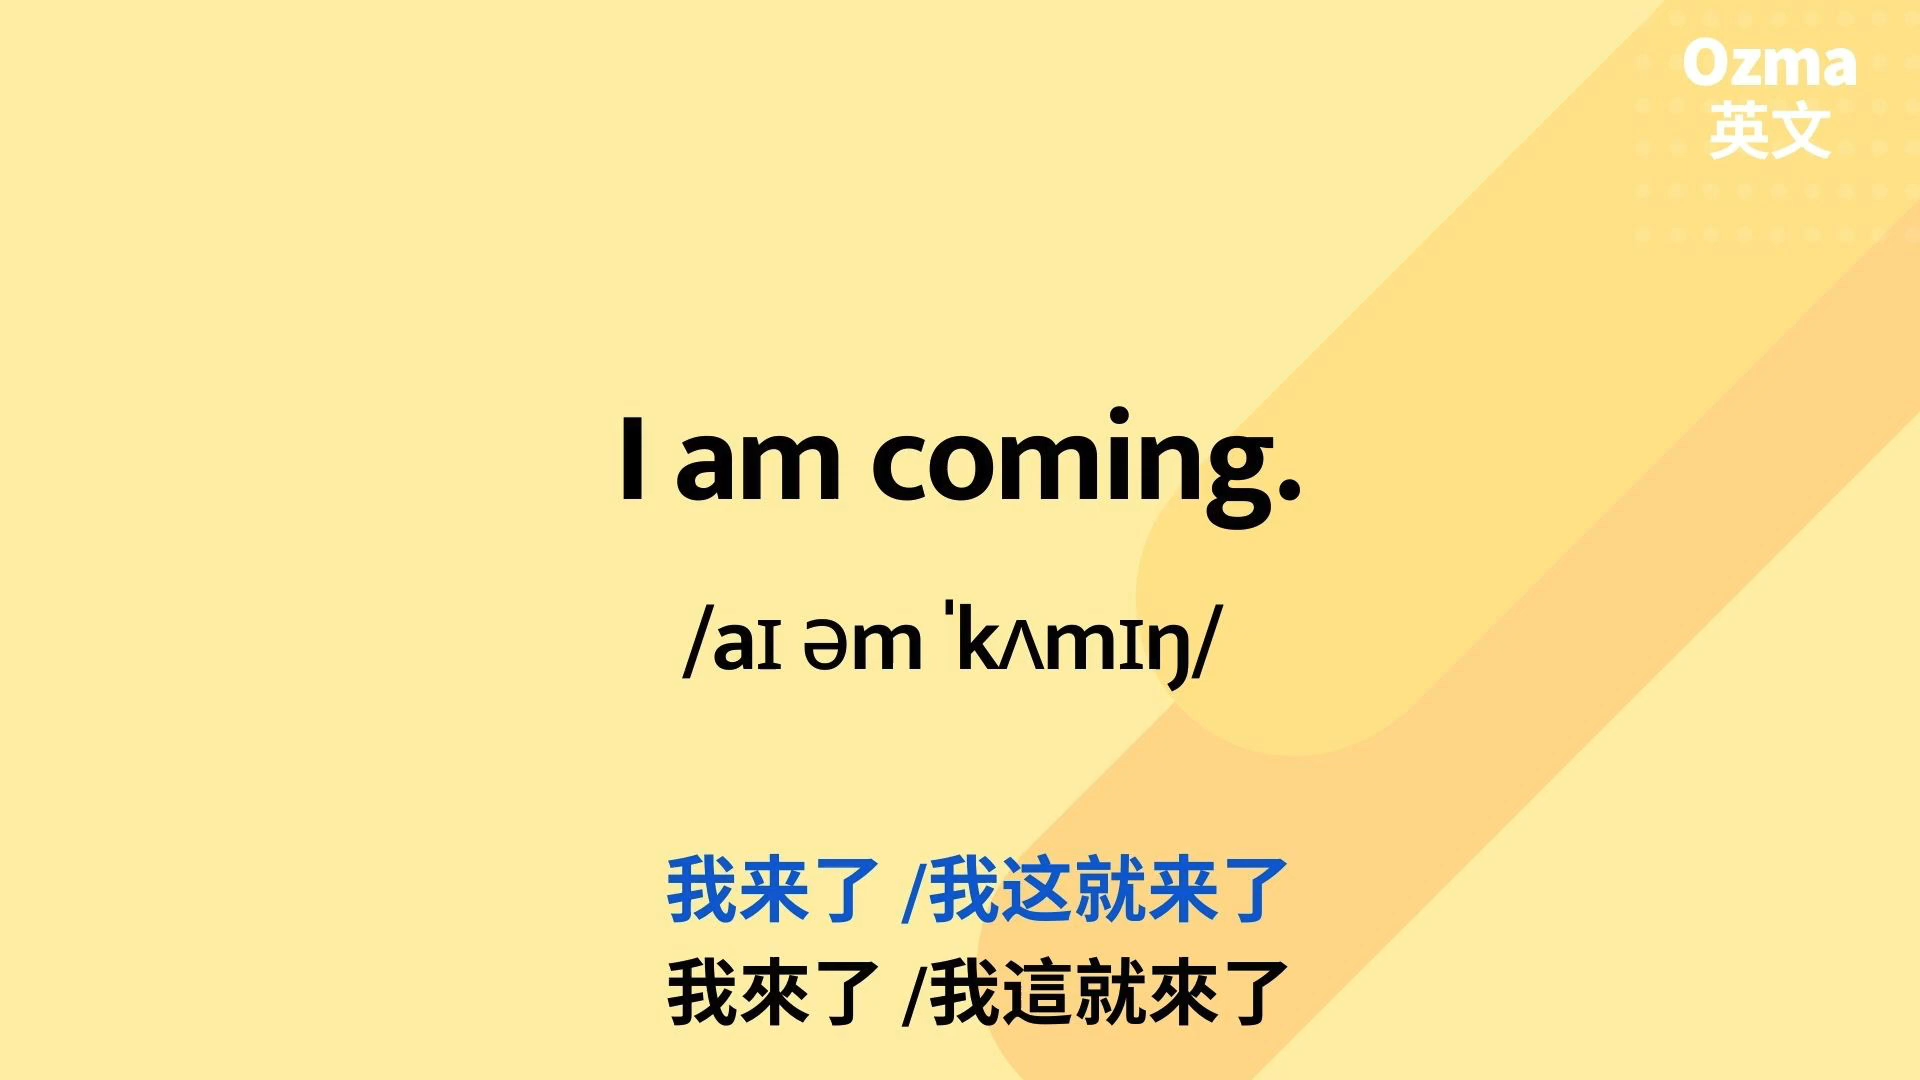 Ozma
英文
I am coming.
/aɪ əm ˈkʌmɪŋ/
我来了 /我这就来了
我來了 /我這就來了